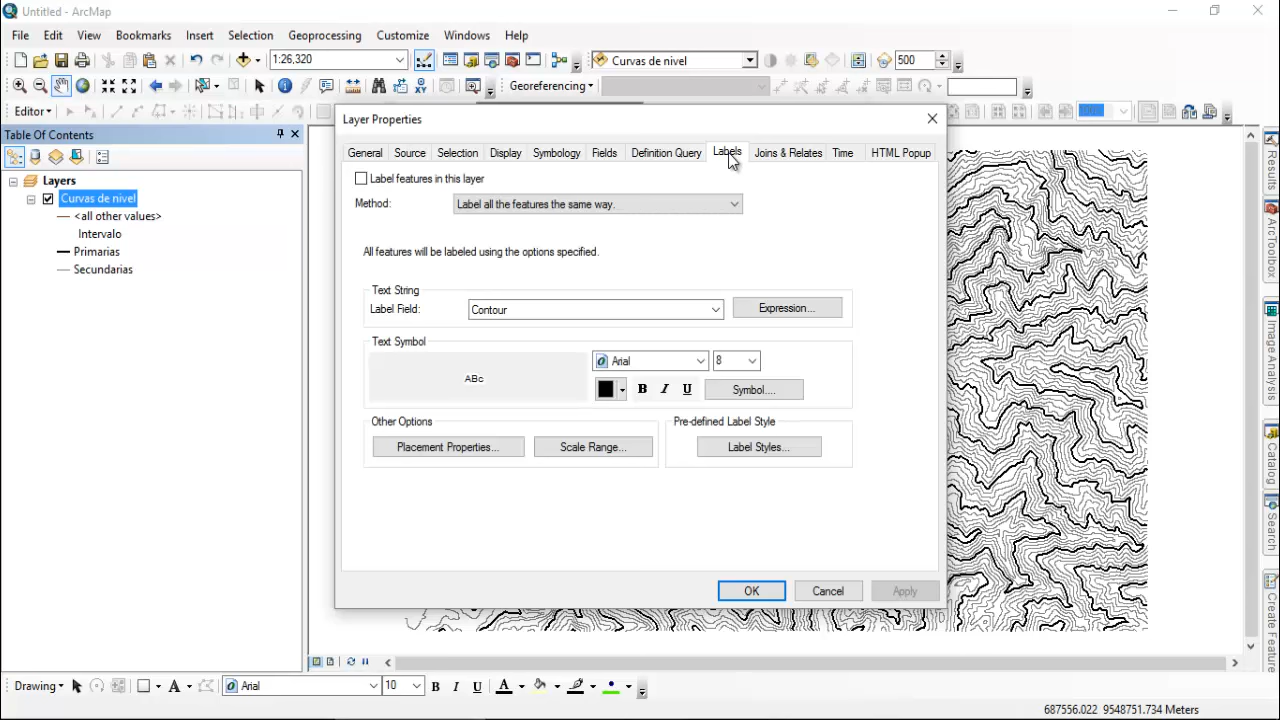 Untitled - ArcMap
File Edit View Bookmarks Insert Selection Geoprocessing Customize Windows Help
1:26,320
Curvas de nivel
500
Georeferencing
Editor
Table Of Contents
Layers
Curvas de nivel
<all other values>
Intervalo
Primarias
Secundarias
Layer Properties
General Source Selection Display Symbology Fields Definition Query Labels Joins & Relates Time HTML Popup
Label features in this layer
Method: Label all the features the same way.
All features will be labeled using the options specified.
Text String
Label Field: Contour Expression...
Text Symbol
ABc
Arial 8
B I U Symbol....
Other Options
Placement Properties... Scale Range...
Pre-defined Label Style
Label Styles...
OK Cancel Apply
Results
ArcToolbox
Image Analysis
Catalog
Search
Create Feature
Drawing A Arial 10 B I U A
687556.022 9548751.734 Meters